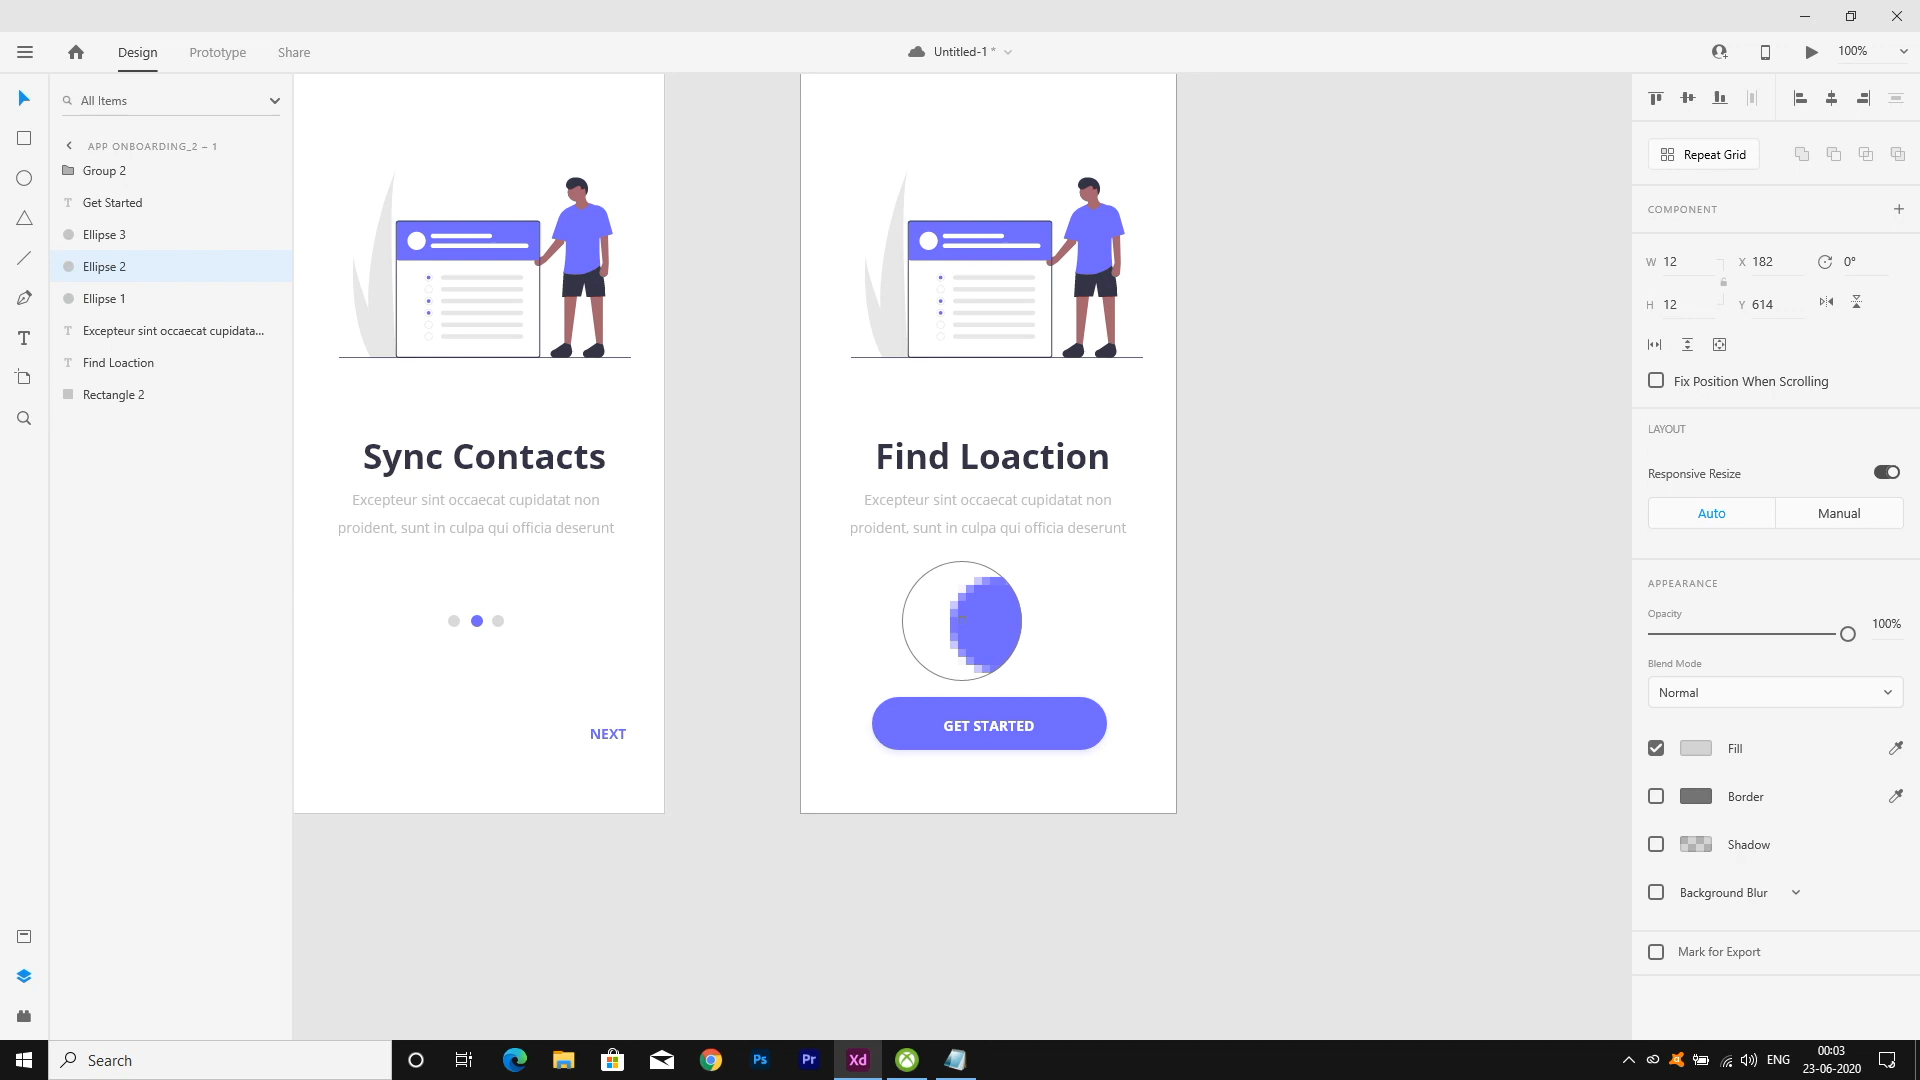 Design
Prototype
Share
Untitled-1 *
100%
All Items
APP ONBOARDING_2 – 1
Group 2
Get Started
Ellipse 3
Ellipse 2
Ellipse 1
Excepteur sint occaecat cupidata...
Find Loaction
Rectangle 2
Sync Contacts
Excepteur sint occaecat cupidatat non
proident, sunt in culpa qui officia deserunt
NEXT
Find Loaction
Excepteur sint occaecat cupidatat non
proident, sunt in culpa qui officia deserunt
GET STARTED
Repeat Grid
COMPONENT
W 12 X 182 0°
H 12 Y 614
Fix Position When Scrolling
LAYOUT
Responsive Resize
Auto Manual
APPEARANCE
Opacity
100%
Blend Mode
Normal
Fill
Border
Shadow
Background Blur
Mark for Export
Search
Ps
Pr
Xd
ENG
00:03
23-06-2020